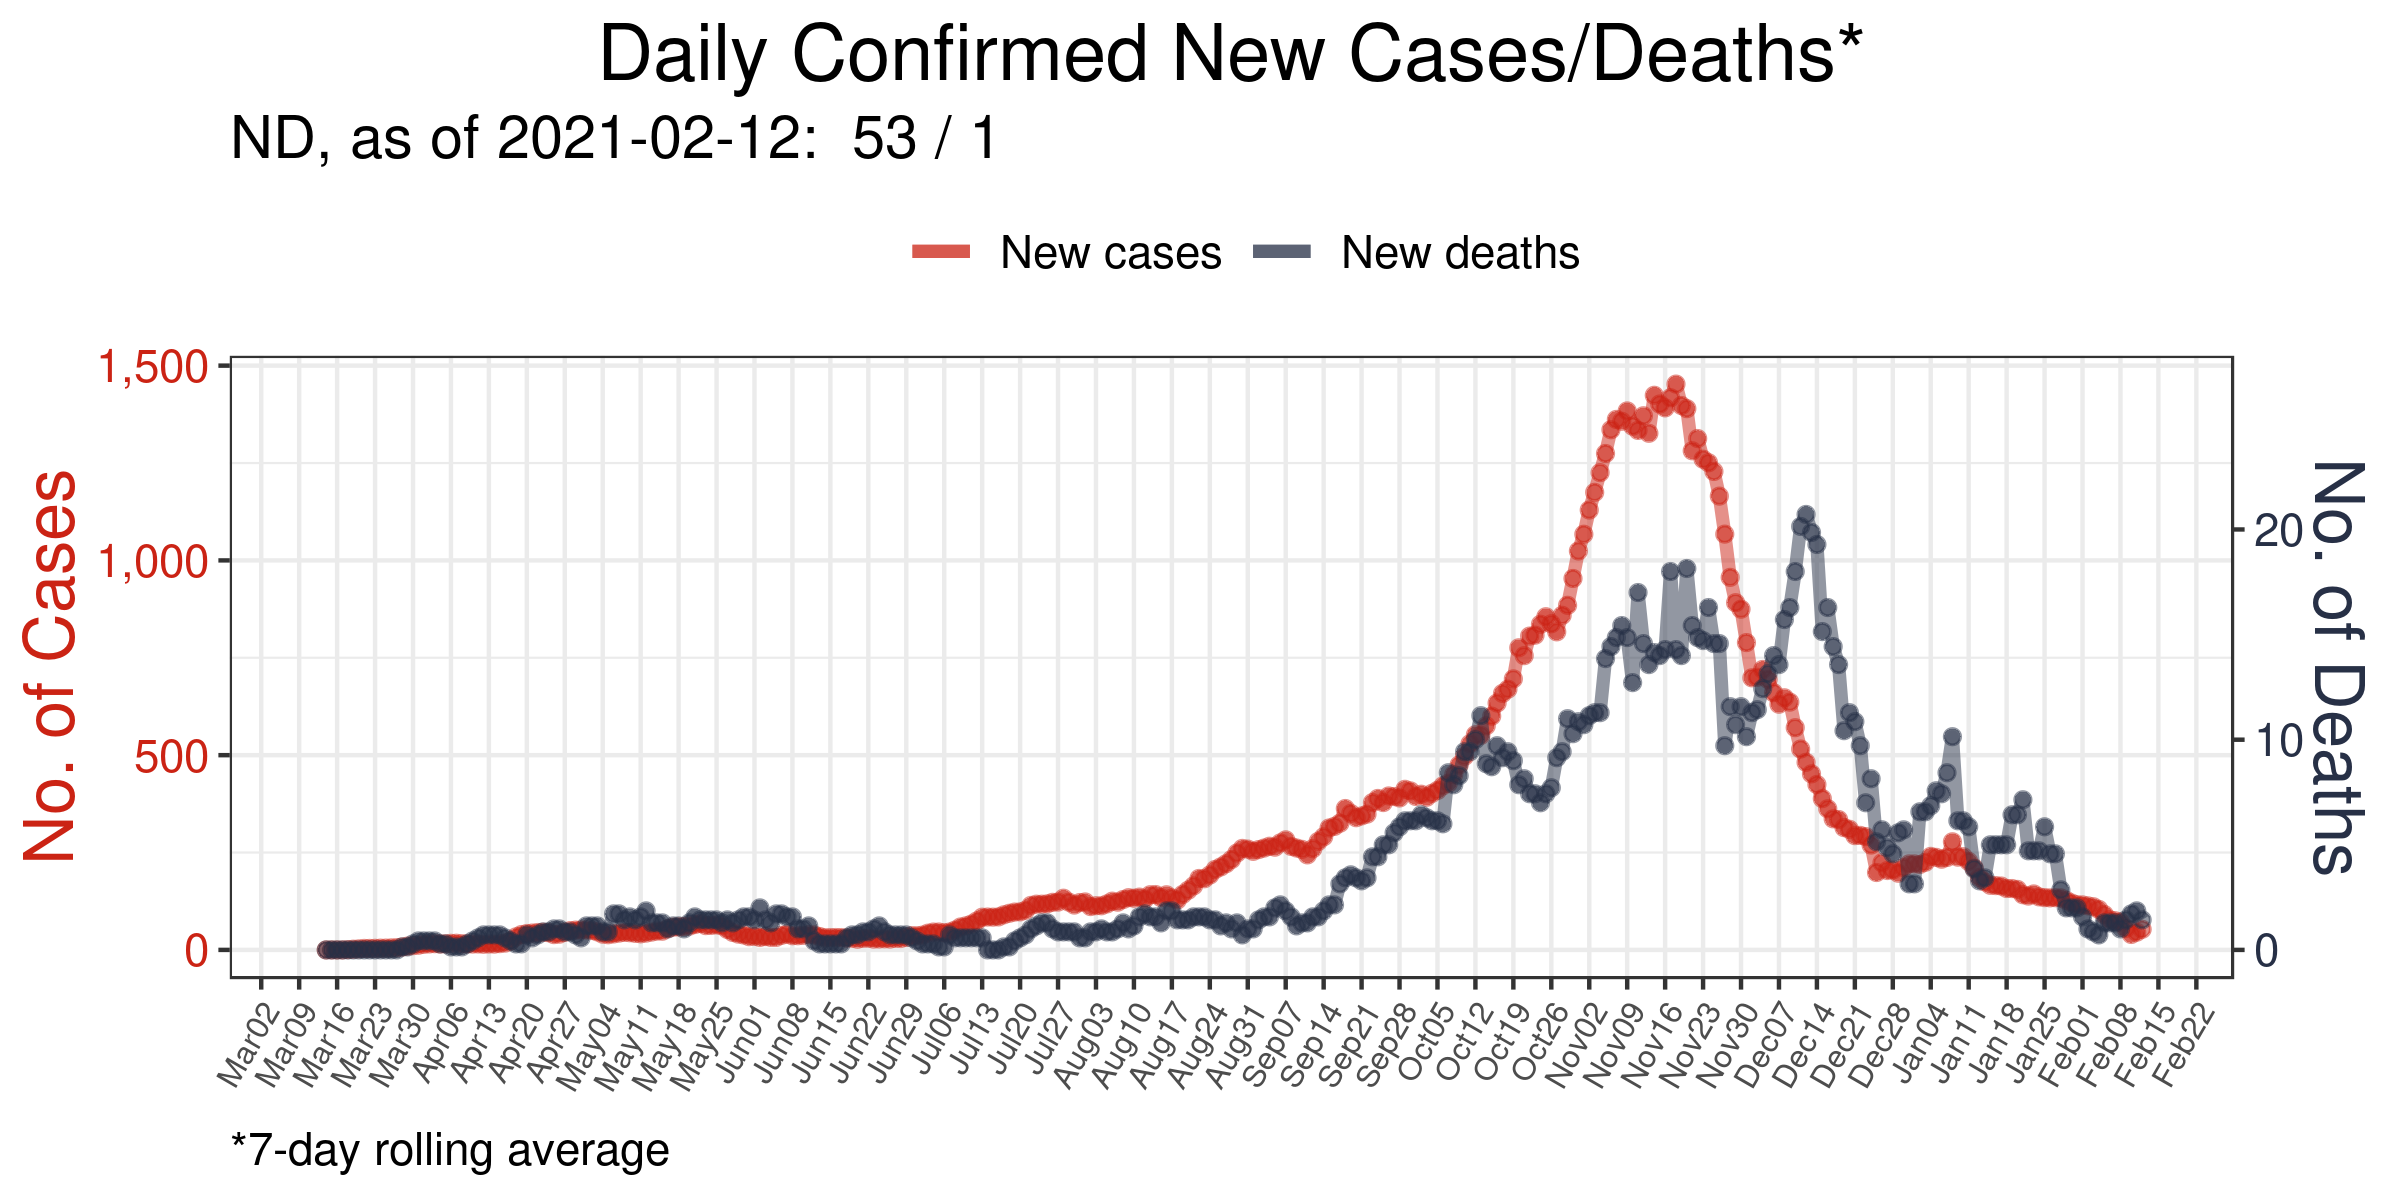 Daily Confirmed New Cases/Deaths*
ND, as of 2021-02-12:  53 / 1
New cases
New deaths
No. of Cases
1,500
1,000
500
0
No. of Deaths
20
10
0
Mar02
Mar09
Mar16
Mar23
Mar30
Apr06
Apr13
Apr20
Apr27
May04
May11
May18
May25
Jun01
Jun08
Jun15
Jun22
Jun29
Jul06
Jul13
Jul20
Jul27
Aug03
Aug10
Aug17
Aug24
Aug31
Sep07
Sep14
Sep21
Sep28
Oct05
Oct12
Oct19
Oct26
Nov02
Nov09
Nov16
Nov23
Nov30
Dec07
Dec14
Dec21
Dec28
Jan04
Jan11
Jan18
Jan25
Feb01
Feb08
Feb15
Feb22
*7-day rolling average